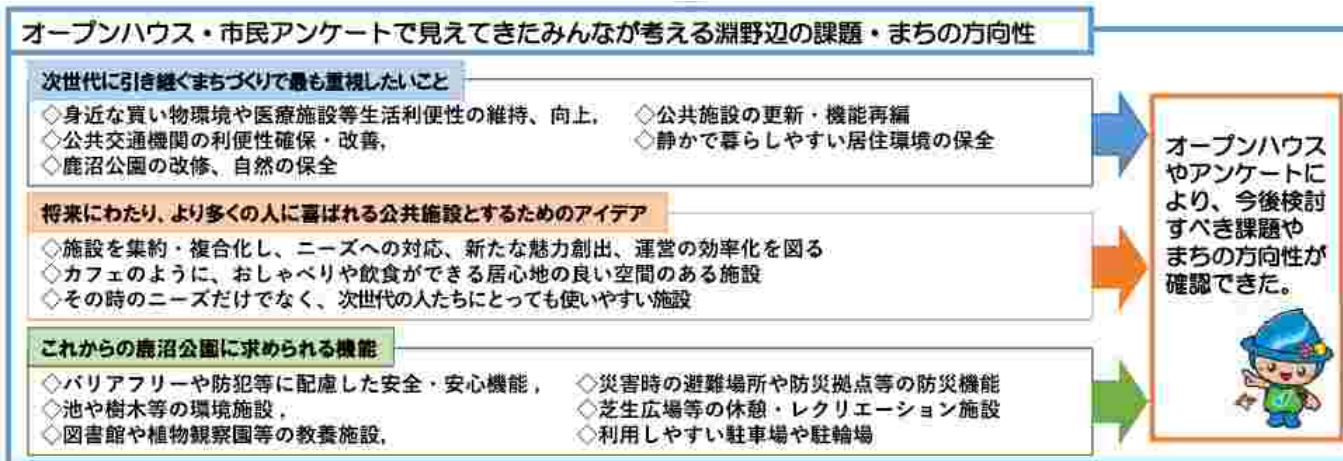 オープンハウス・市民アンケートで見えてきたみんなが考える淵野辺の課題・まちの方向性
次世代に引き継ぐまちづくりで最も重視したいこと
◇身近な買い物環境や医療施設等生活利便性の維持、向上, ◇公共施設の更新・機能再編
◇公共交通機関の利便性確保・改善, ◇静かで暮らしやすい居住環境の保全
◇鹿沼公園の改修、自然の保全
将来にわたり、より多くの人に喜ばれる公共施設とするためのアイデア
◇施設を集約・複合化し、ニーズへの対応、新たな魅力創出、運営の効率化を図る
◇カフェのように、おしゃべりや飲食ができる居心地の良い空間のある施設
◇その時のニーズだけでなく、次世代の人たちにとっても使いやすい施設
これからの鹿沼公園に求められる機能
◇バリアフリーや防犯等に配慮した安全・安心機能, ◇災害時の避難場所や防災拠点等の防災機能
◇池や樹木等の環境施設, ◇芝生広場等の休憩・レクリエーション施設
◇図書館や植物観察園等の教養施設, ◇利用しやすい駐車場や駐輪場
オープンハウス
やアンケートに
より、今後検討
すべき課題や
まちの方向性が
確認できた。